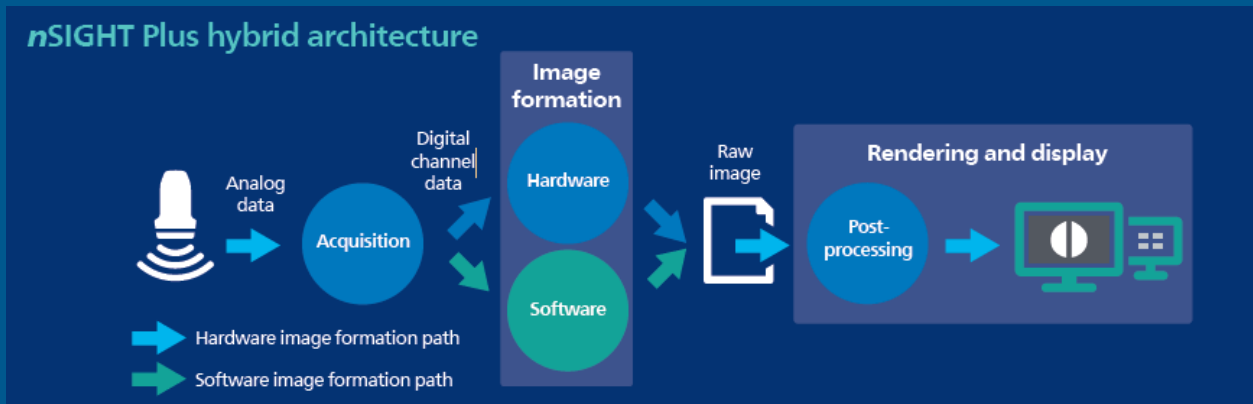 nSIGHT Plus hybrid architecture
Image
formation
Digital
channel
data
Analog
data
Acquisition
Hardware
Software
Raw
image
Rendering and display
Post-
processing
Hardware image formation path
Software image formation path